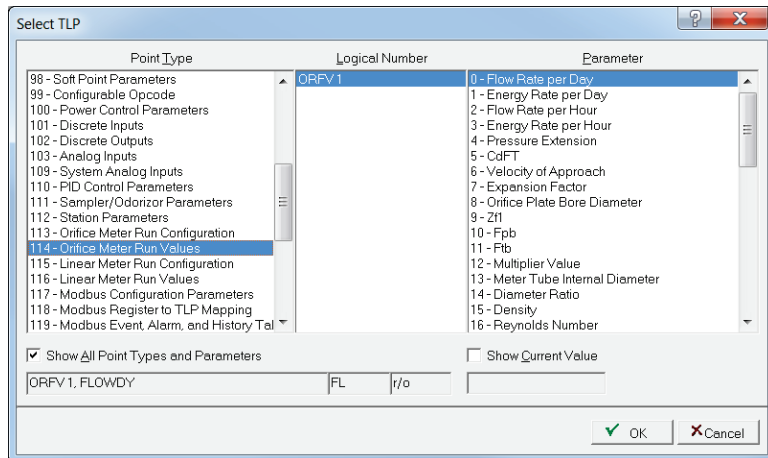 Select TLP
Point Type
Logical Number
Parameter
98 - Soft Point Parameters
99 - Configurable Opcode
100 - Power Control Parameters
101 - Discrete Inputs
102 - Discrete Outputs
103 - Analog Inputs
109 - System Analog Inputs
110 - PID Control Parameters
111 - Sampler/Odorizor Parameters
112 - Station Parameters
113 - Orifice Meter Run Configuration
114 - Orifice Meter Run Values
115 - Linear Meter Run Configuration
116 - Linear Meter Run Values
117 - Modbus Configuration Parameters
118 - Modbus Register to TLP Mapping
119 - Modbus Event, Alarm, and History Tal
ORFV 1
0 - Flow Rate per Day
1 - Energy Rate per Day
2 - Flow Rate per Hour
3 - Energy Rate per Hour
4 - Pressure Extension
5 - CdFT
6 - Velocity of Approach
7 - Expansion Factor
8 - Orifice Plate Bore Diameter
9 - Zf1
10 - Fpb
11 - Ftb
12 - Multiplier Value
13 - Meter Tube Internal Diameter
14 - Diameter Ratio
15 - Density
16 - Reynolds Number
Show All Point Types and Parameters
Show Current Value
ORFV 1, FLOWDY
FL
r/o
OK
Cancel